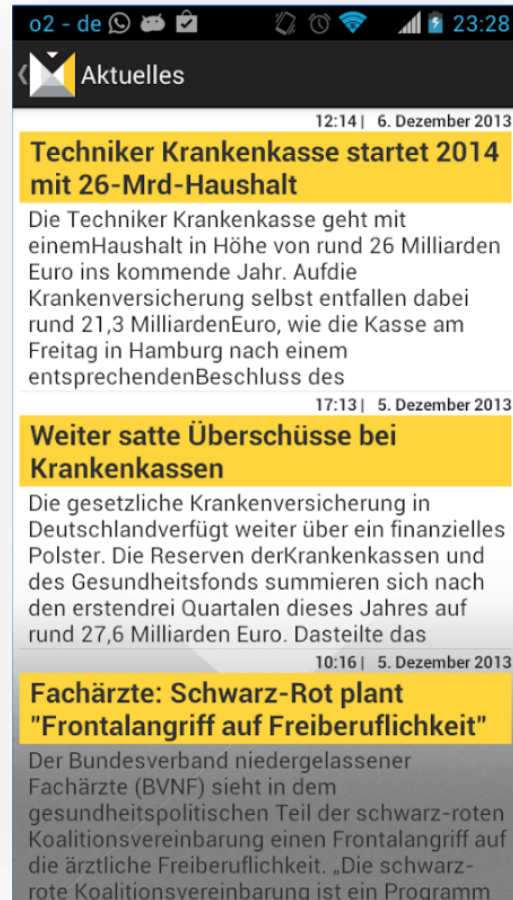 o2 - de 23:28
Aktuelles
12:14 | 6. Dezember 2013
Techniker Krankenkasse startet 2014
mit 26-Mrd-Haushalt
Die Techniker Krankenkasse geht mit
einemHaushalt in Höhe von rund 26 Milliarden
Euro ins kommende Jahr. Aufdie
Krankenversicherung selbst entfallen dabei
rund 21,3 MilliardenEuro, wie die Kasse am
Freitag in Hamburg nach einem
entsprechendenBeschluss des
17:13 | 5. Dezember 2013
Weiter satte Überschüsse bei
Krankenkassen
Die gesetzliche Krankenversicherung in
Deutschlandverfügt weiter über ein finanzielles
Polster. Die Reserven derKrankenkassen und
des Gesundheitsfonds summieren sich nach
den erstendrei Quartalen dieses Jahres auf
rund 27,6 Milliarden Euro. Dasteilte das
10:16 | 5. Dezember 2013
Fachärzte: Schwarz-Rot plant
"Frontalangriff auf Freiberuflichkeit"
Der Bundesverband niedergelassener
Fachärzte (BVNF) sieht in dem
gesundheitspolitischen Teil der schwarz-roten
Koalitionsvereinbarung einen Frontalangriff auf
die ärztliche Freiberuflichkeit. „Die schwarz-
rote Koalitionsvereinbarung ist ein Programm